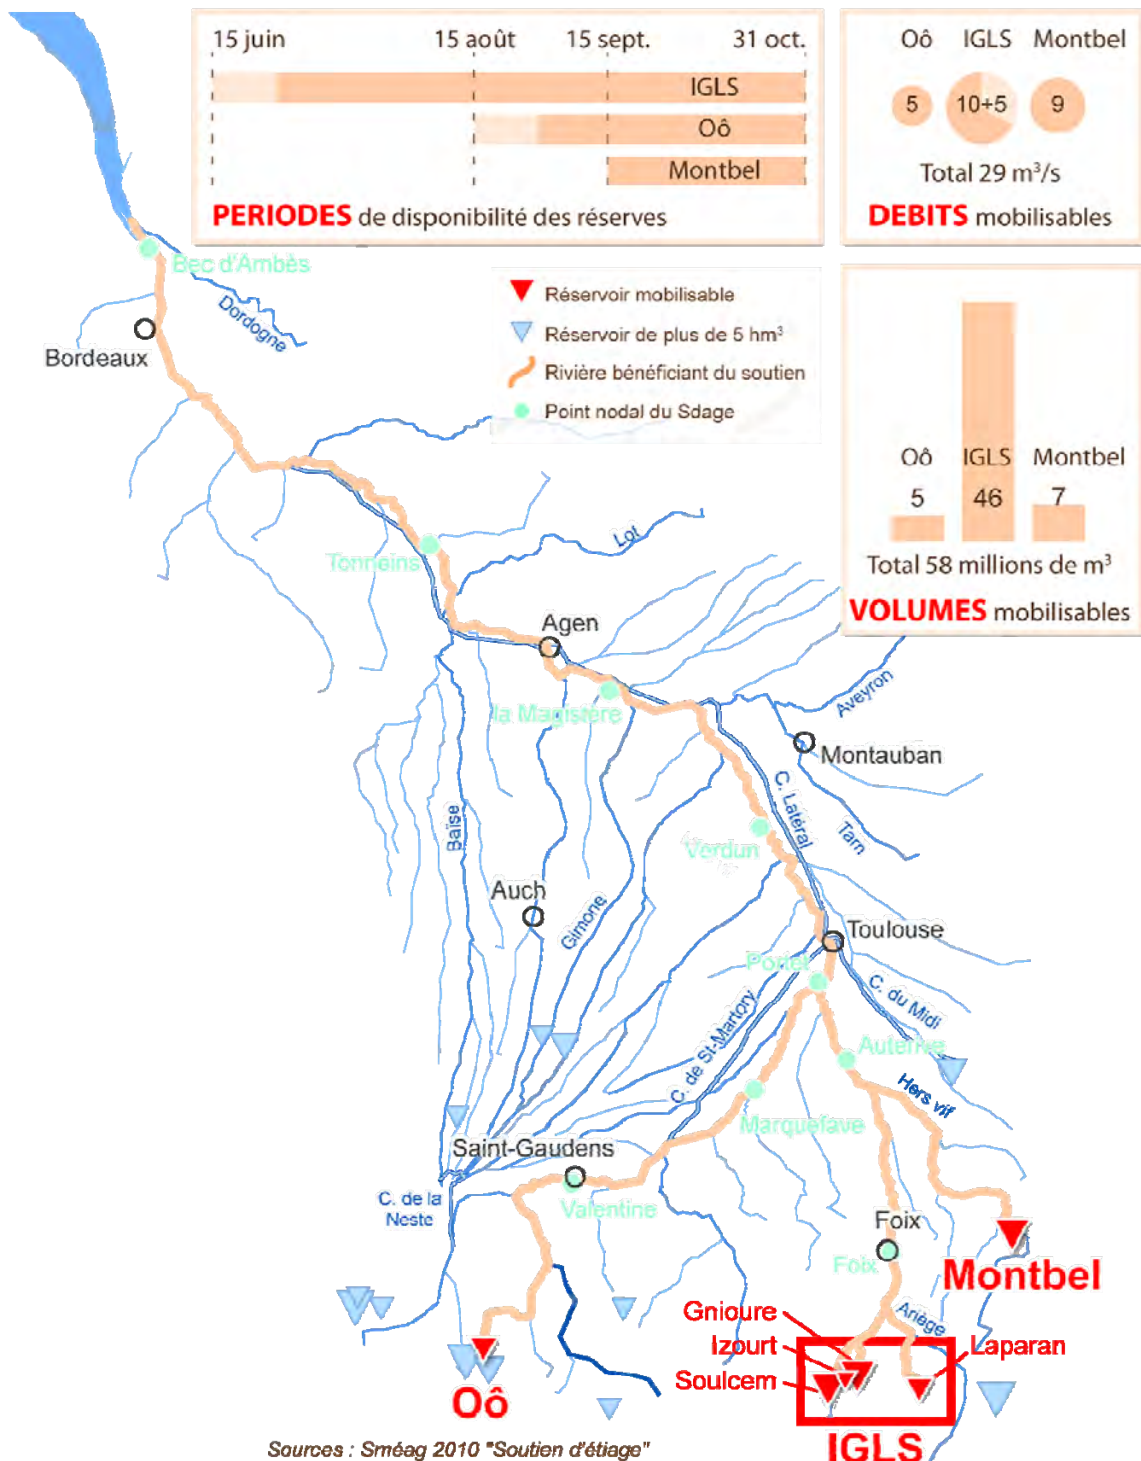 15 juin 15 août 15 sept. 31 oct.
IGLS
Oô
Montbel
PERIODES de disponibilité des réserves
Oô IGLS Montbel
5 10+5 9
Total 29 m³/s
DEBITS mobilisables
Réservoir mobilisable
Réservoir de plus de 5 hm³
Rivière bénéficiant du soutien
Point nodal du Sdage
Oô IGLS Montbel
5 46 7
Total 58 millions de m³
VOLUMES mobilisables
Bec d'Ambès
Dordogne
Bordeaux
Tonneins
Lot
Agen
la Magistère
Aveyron
Montauban
C. Latéral
Tarn
Baïse
Verdun
Auch
Gimone
Toulouse
Portet
C. du Midi
C. de St-Martory
Auterive
Hers vif
Marquefave
Saint-Gaudens
Valentine
C. de la
Neste
Foix
Foix
Montbel
Ariège
Gnioure
Izourt
Laparan
Soulcem
Oô
IGLS
Sources : Sméag 2010 "Soutien d'étiage"